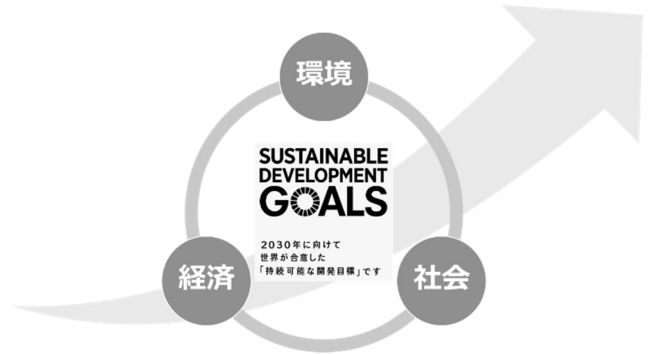 環境
SUSTAINABLE
DEVELOPMENT
GOALS
2030年に向けて
世界が合意した
「持続可能な開発目標」です
経済
社会